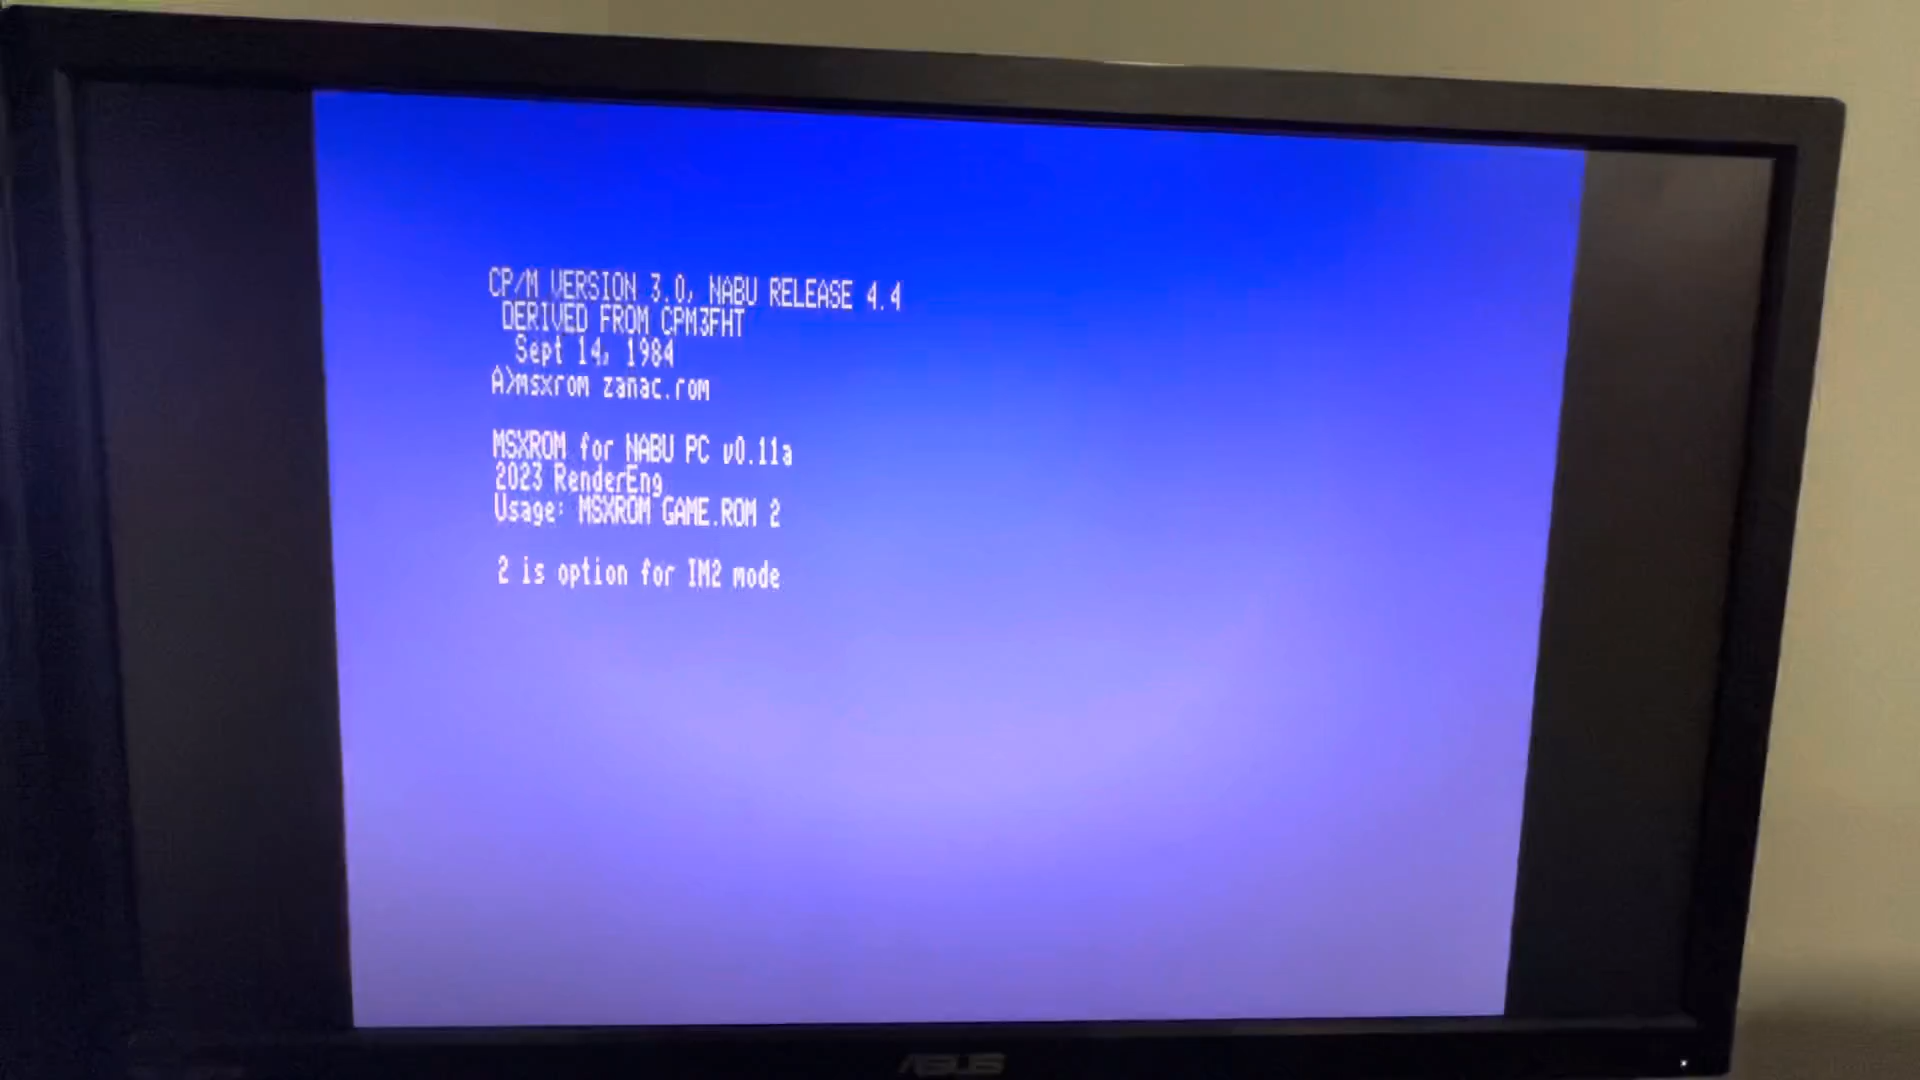 CP/M VERSION 3.0, NABU RELEASE 4.4
DERIVED FROM CPM3FHT
Sept 14, 1984
A>msxrom zanac.rom
MSXROM for NABU PC v0.11a
2023 RenderEng
Usage: MSXROM GAME.ROM 2
2 is option for IM2 mode
ASUS